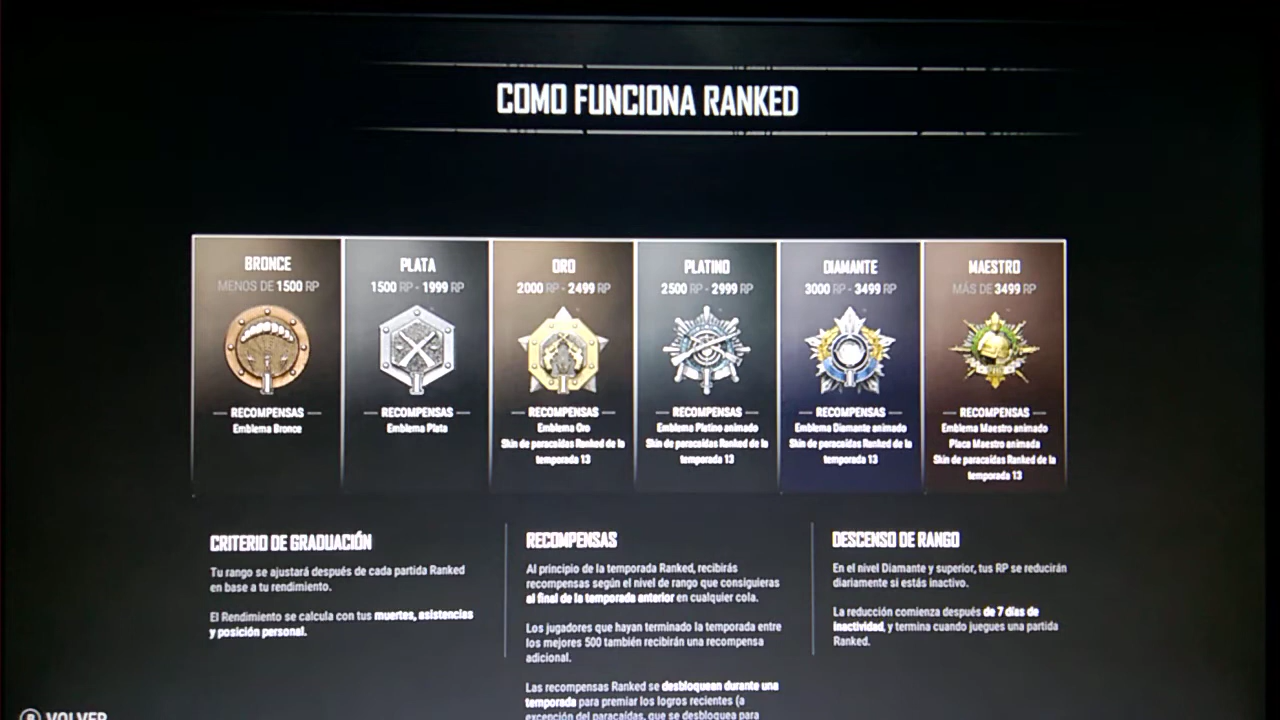 COMO FUNCIONA RANKED
BRONCE
MENOS DE 1500 RP
RECOMPENSAS
Emblema Bronce
PLATA
1500 RP - 1999 RP
RECOMPENSAS
Emblema Plata
ORO
2000 RP - 2499 RP
RECOMPENSAS
Emblema Oro
Skin de paracaídas Ranked de la
temporada 13
PLATINO
2500 RP - 2999 RP
RECOMPENSAS
Emblema Platino animado
Skin de paracaídas Ranked de la
temporada 13
DIAMANTE
3000 RP - 3499 RP
RECOMPENSAS
Emblema Diamante animado
Skin de paracaídas Ranked de la
temporada 13
MAESTRO
MÁS DE 3499 RP
RECOMPENSAS
Emblema Maestro animado
Placa Maestro animada
Skin de paracaídas Ranked de la
temporada 13
CRITERIO DE GRADUACIÓN
Tu rango se ajustará después de cada partida Ranked
en base a tu rendimiento.
El Rendimiento se calcula con tus muertes, asistencias
y posición personal.
RECOMPENSAS
Al principio de la temporada Ranked, recibirás
recompensas según el nivel de rango que consiguieras
al final de la temporada anterior en cualquier cola.
Los jugadores que hayan terminado la temporada entre
los mejores 500 también recibirán una recompensa
adicional.
Las recompensas Ranked se desbloquean durante una
temporada para premiar los logros recientes (a
excepción del paracaídas, que se desbloquea para
DESCENSO DE RANGO
En el nivel Diamante y superior, tus RP se reducirán
diariamente si estás inactivo.
La reducción comienza después de 7 días de
inactividad, y termina cuando juegues una partida
Ranked.
B VOLVER